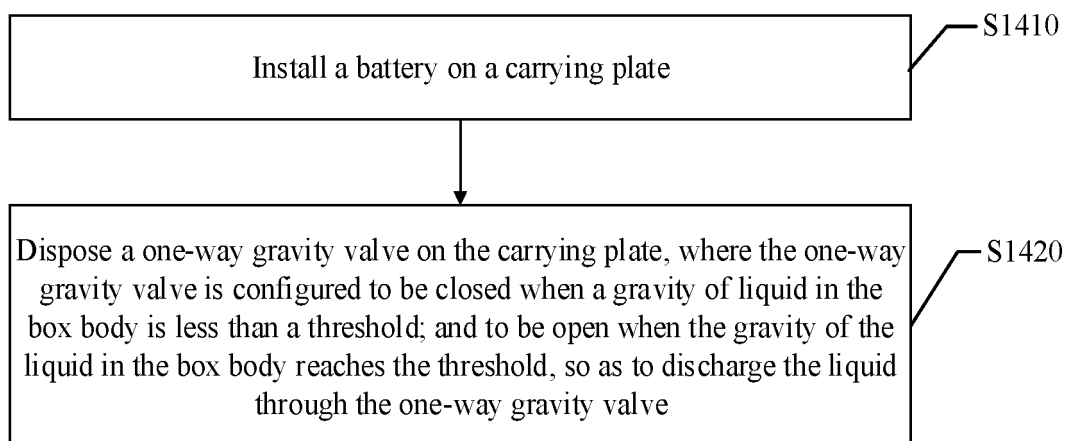 S1410
Install a battery on a carrying plate
Dispose a one-way gravity valve on the carrying plate, where the one-way
gravity valve is configured to be closed when a gravity of liquid in the
box body is less than a threshold; and to be open when the gravity of the
liquid in the box body reaches the threshold, so as to discharge the liquid
through the one-way gravity valve
S1420